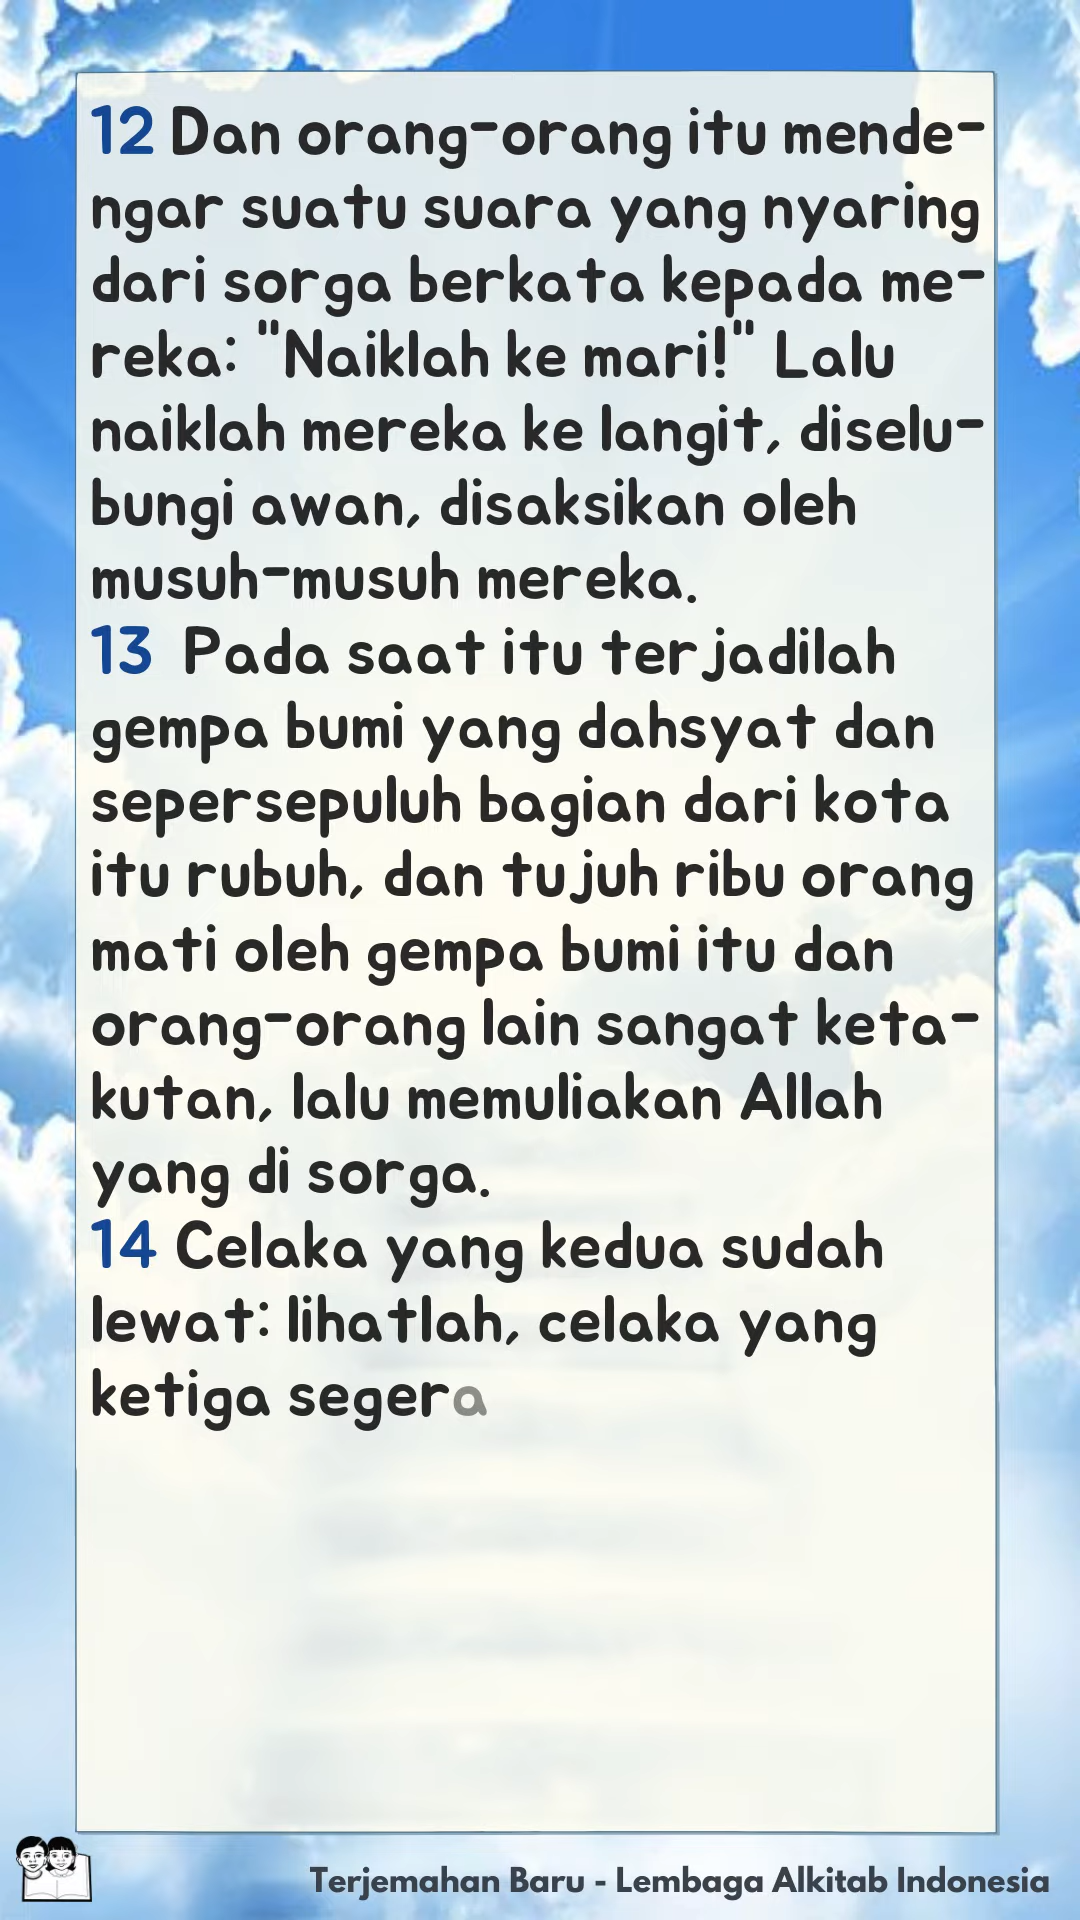 12 Dan orang-orang itu mende-
ngar suatu suara yang nyaring
dari sorga berkata kepada me-
reka: "Naiklah ke mari!" Lalu
naiklah mereka ke langit, diselu-
bungi awan, disaksikan oleh
musuh-musuh mereka.
13 Pada saat itu terjadilah
gempa bumi yang dahsyat dan
sepersepuluh bagian dari kota
itu rubuh, dan tujuh ribu orang
mati oleh gempa bumi itu dan
orang-orang lain sangat keta-
kutan, lalu memuliakan Allah
yang di sorga.
14 Celaka yang kedua sudah
lewat: lihatlah, celaka yang
ketiga segera
Terjemahan Baru - Lembaga Alkitab Indonesia